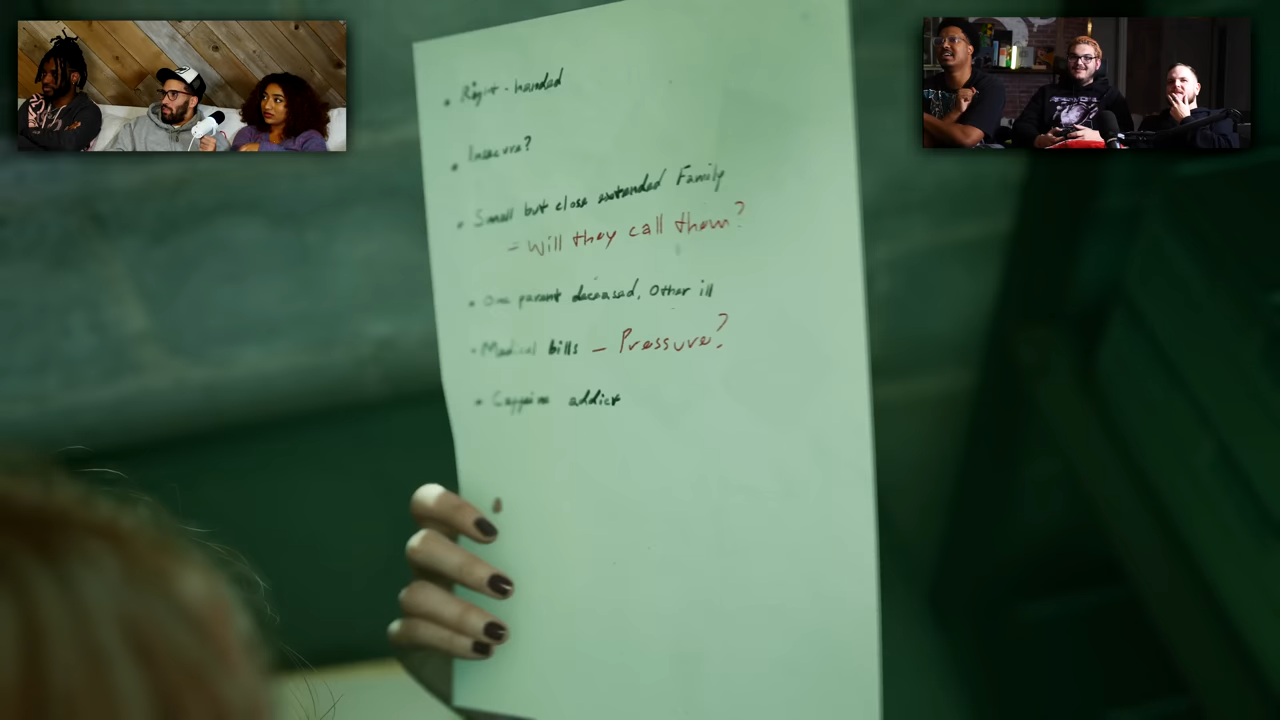 • Right-handed
• Insecure?
• Small but close extended Family
- Will they call them?
• One parent deceased, Other ill
• Medical bills - Pressure?
• Caffeine addict